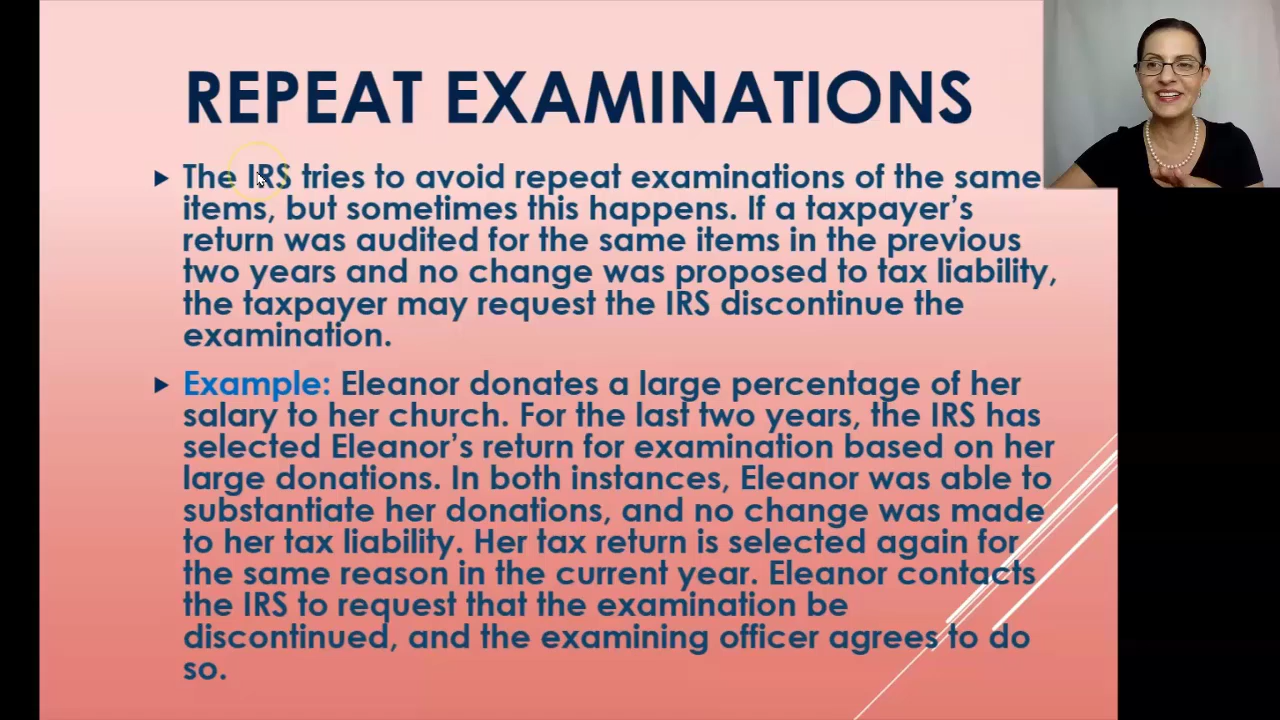 REPEAT EXAMINATIONS
The IRS tries to avoid repeat examinations of the same
items, but sometimes this happens. If a taxpayer's
return was audited for the same items in the previous
two years and no change was proposed to tax liability,
the taxpayer may request the IRS discontinue the
examination.
Example: Eleanor donates a large percentage of her
salary to her church. For the last two years, the IRS has
selected Eleanor's return for examination based on her
large donations. In both instances, Eleanor was able to
substantiate her donations, and no change was made
to her tax liability. Her tax return is selected again for
the same reason in the current year. Eleanor contacts
the IRS to request that the examination be
discontinued, and the examining officer agrees to do
so.